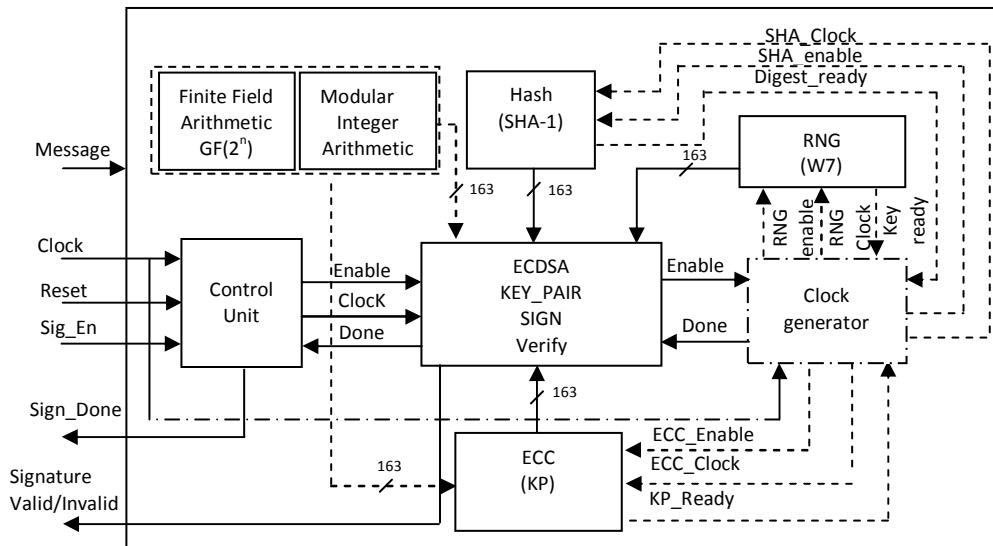 SHA_Clock
SHA_enable
Digest_ready
Finite Field
Arithmetic
GF(2^n)
Modular
Integer
Arithmetic
Hash
(SHA-1)
RNG
(W7)
Message
163
163
163
RNG
enable
RNG
Clock
Key
ready
Clock
Reset
Sig_En
Control
Unit
Enable
ClocK
Done
ECDSA
KEY_PAIR
SIGN
Verify
Enable
Done
Clock
generator
Sign_Done
163
ECC_Enable
ECC_Clock
KP_Ready
163
ECC
(KP)
Signature
Valid/Invalid